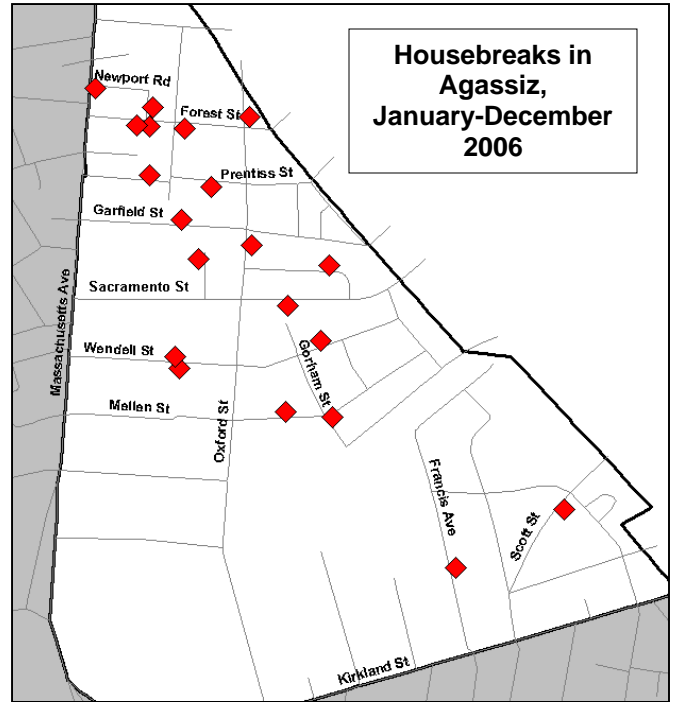 Housebreaks in
Agassiz,
January-December
2006
Newport Rd
Forest St
Prentiss St
Garfield St
Massachusetts Ave
Sacramento St
Wendell St
Gorham St
Mellen St
Oxford St
Francis Ave
Scott St
Kirkland St